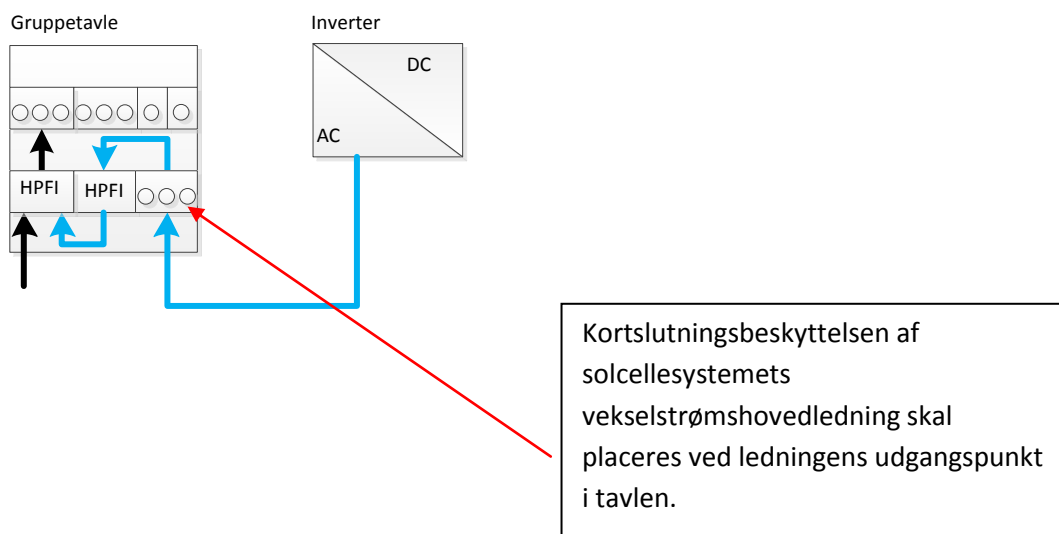 Gruppetavle
Inverter
DC
AC
HPFI
HPFI
Kortslutningsbeskyttelsen af
solcellesystemets
vekselstrømshovedledning skal
placeres ved ledningens udgangspunkt
i tavlen.